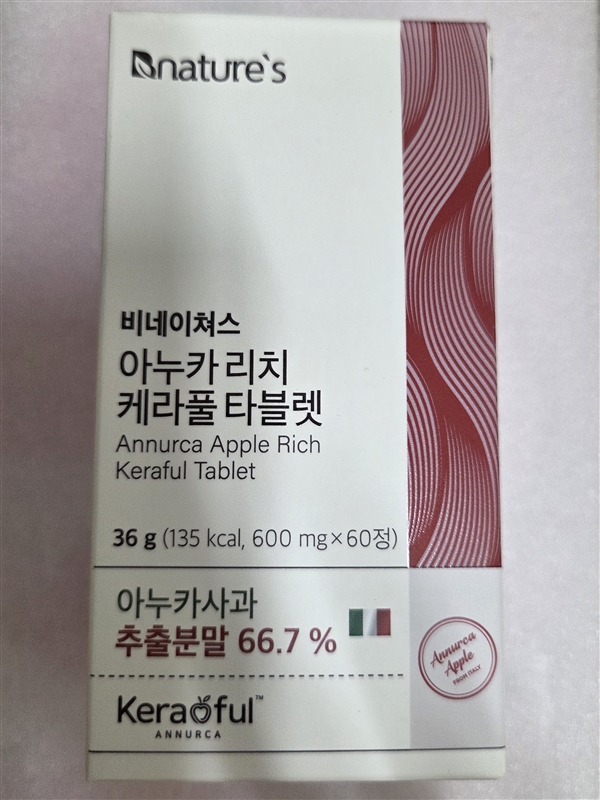 Bnature's
비네이쳐스
아누카 리치
케라풀 타블렛
Annurca Apple Rich
Keraful Tablet
36 g (135 kcal, 600 mg×60정)
아누카사과
추출분말 66.7 %
Annurca
Apple
FROM ITALY
Keraful™
ANNURCA